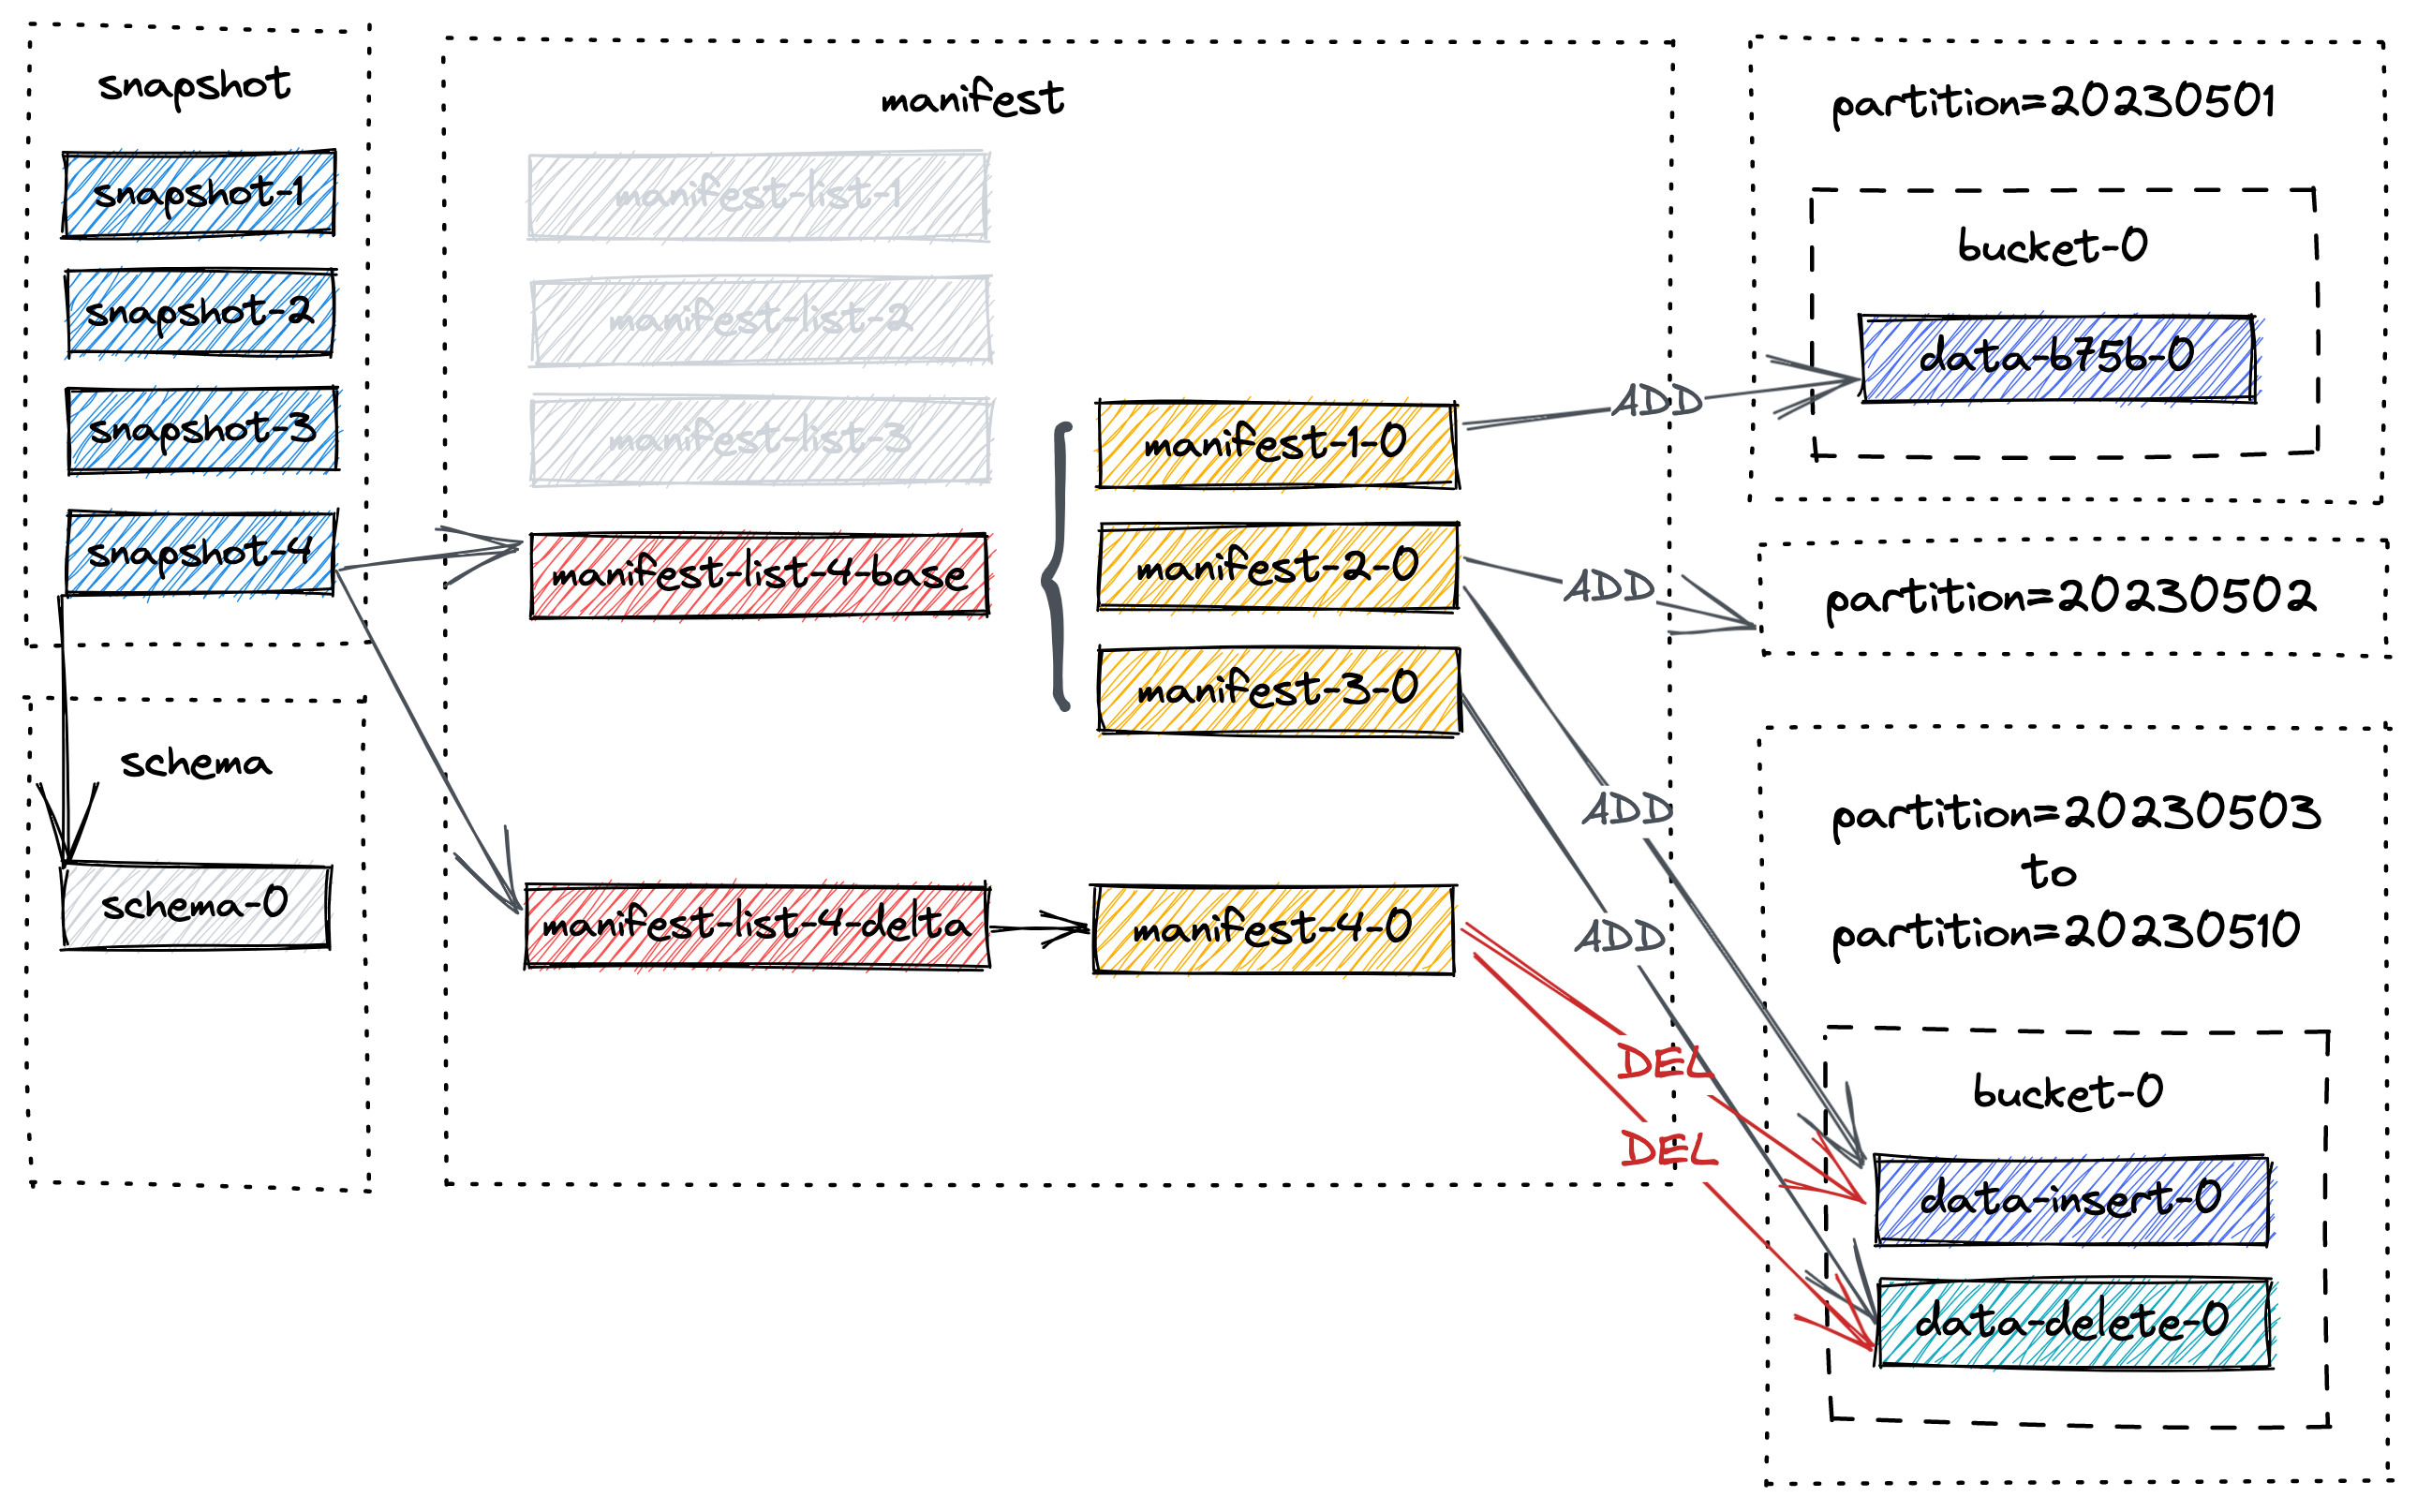 snapshot
snapshot-1
snapshot-2
snapshot-3
snapshot-4
schema
schema-0
manifest
manifest-list-1
manifest-list-2
manifest-list-3
manifest-list-4-base
manifest-list-4-delta
manifest-1-0
manifest-2-0
manifest-3-0
manifest-4-0
ADD
ADD
ADD
ADD
DEL
DEL
partition=20230501
bucket-0
data-b75b-0
partition=20230502
partition=20230503
to
partition=20230510
bucket-0
data-insert-0
data-delete-0